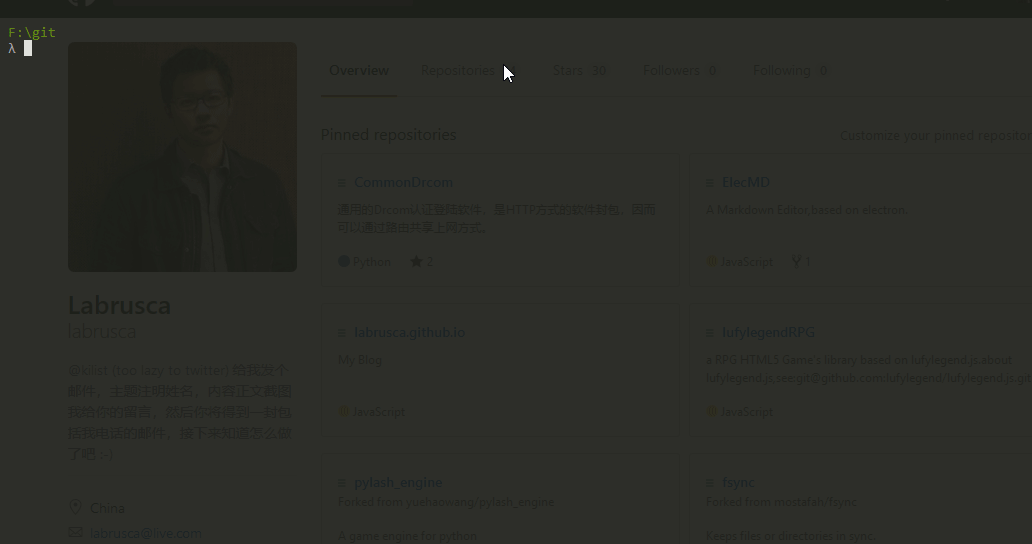 F:\git
λ
Overview Repositories Stars 30 Followers 0 Following 0
Pinned repositories Customize your pinned repositor
CommonDrcom
通用的Drcom认证登陆软件。是HTTP方式的软件封包，因而
可以通过路由共享上网方式。
Python 2
ElecMD
A Markdown Editor,based on electron.
JavaScript 1
Labrusca
labrusca
labrusca.github.io
My Blog
JavaScript
lufylegendRPG
a RPG HTML5 Game's library based on lufylegend.js,about
lufylegend.js,see:git@github.com/lufylegend/lufylegend.js.git
JavaScript
给我发个
邮件，主题注明姓名，内容正文截图
我给你的留言，然后你将得到一封包
括我电话的邮件，接下来知道怎么做
了吧 :-)
pylash_engine
Forked from yuehaowang/pylash_engine
A game engine for python
fsync
Forked from mostafah/fsync
Keeps files or directories in sync.
China
labrusca@live.com